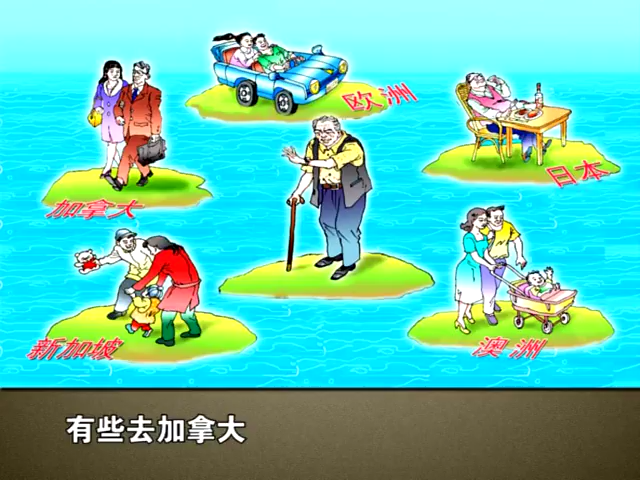 欧洲
日本
加拿大
新加坡
澳洲
有些去加拿大